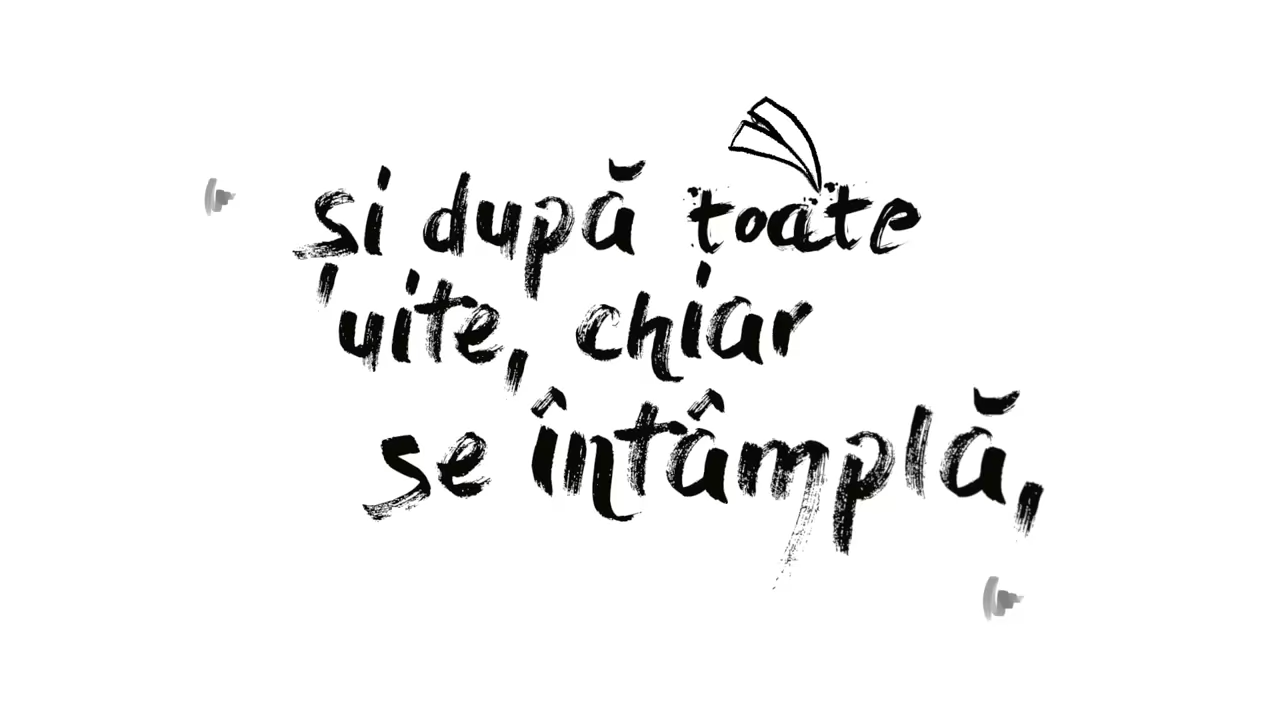 și după toate
uite, chiar
se întâmplă,